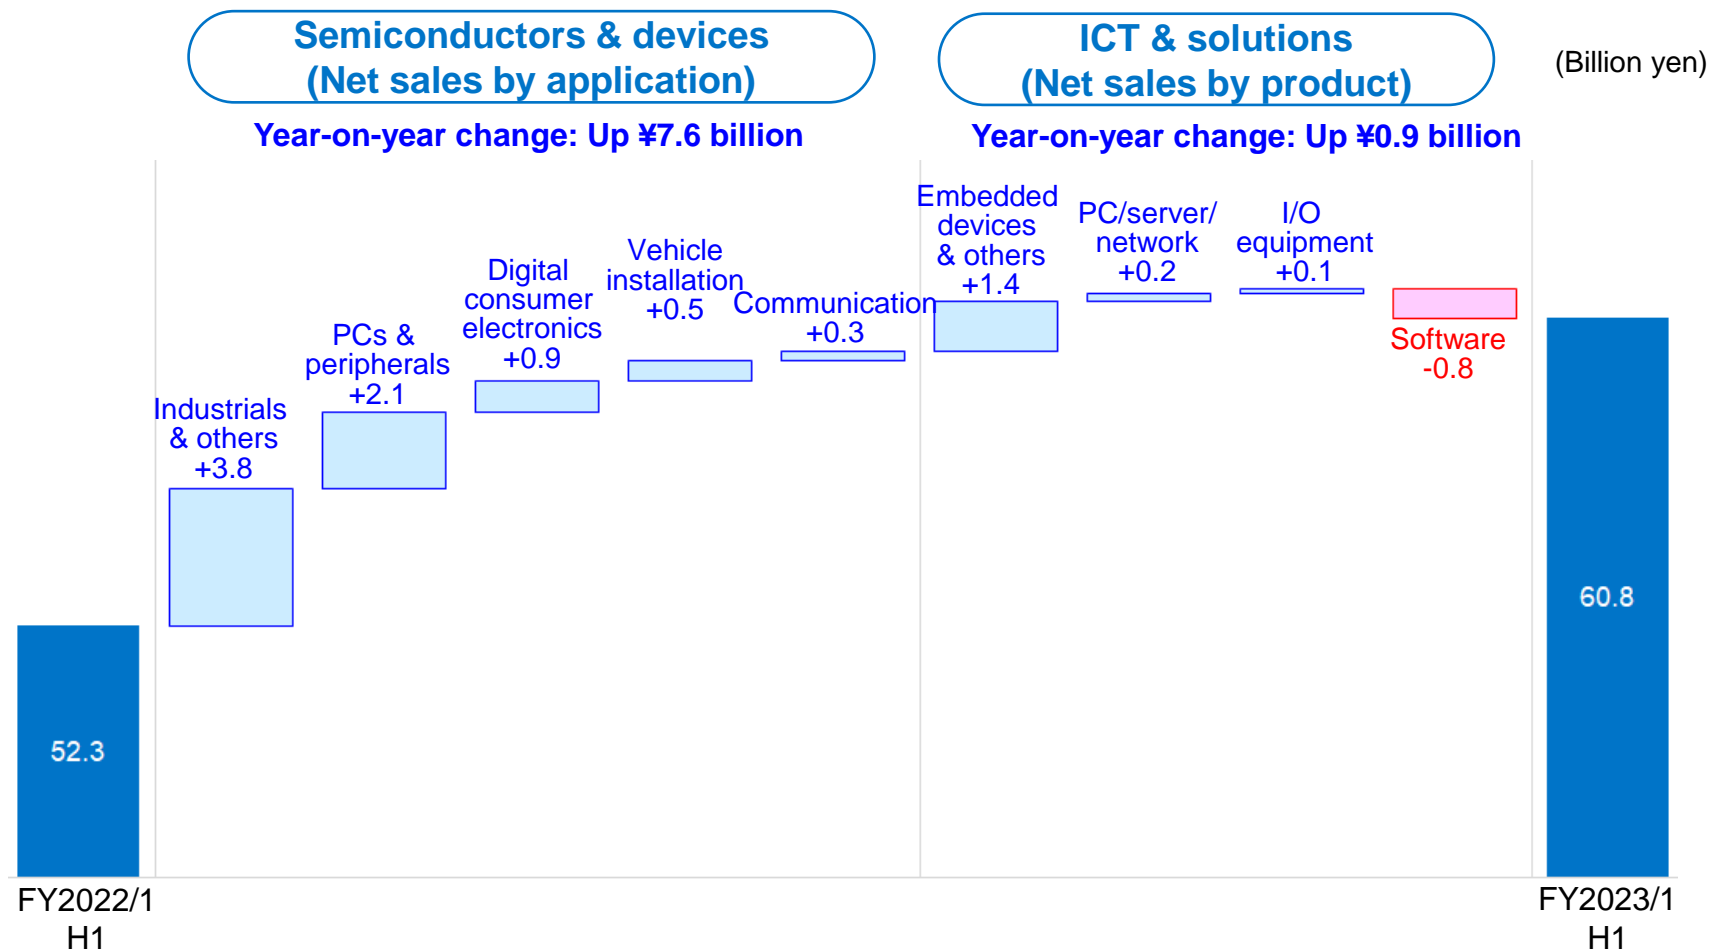 Semiconductors & devices
(Net sales by application)
ICT & solutions
(Net sales by product)
(Billion yen)
Year-on-year change: Up ¥7.6 billion
Year-on-year change: Up ¥0.9 billion
Industrials
& others
+3.8
PCs &
peripherals
+2.1
Digital
consumer
electronics
+0.9
Vehicle
installation
+0.5
Communication
+0.3
Embedded
devices
& others
+1.4
PC/server/
network
+0.2
I/O
equipment
+0.1
Software
-0.8
52.3
60.8
FY2022/1
H1
FY2023/1
H1